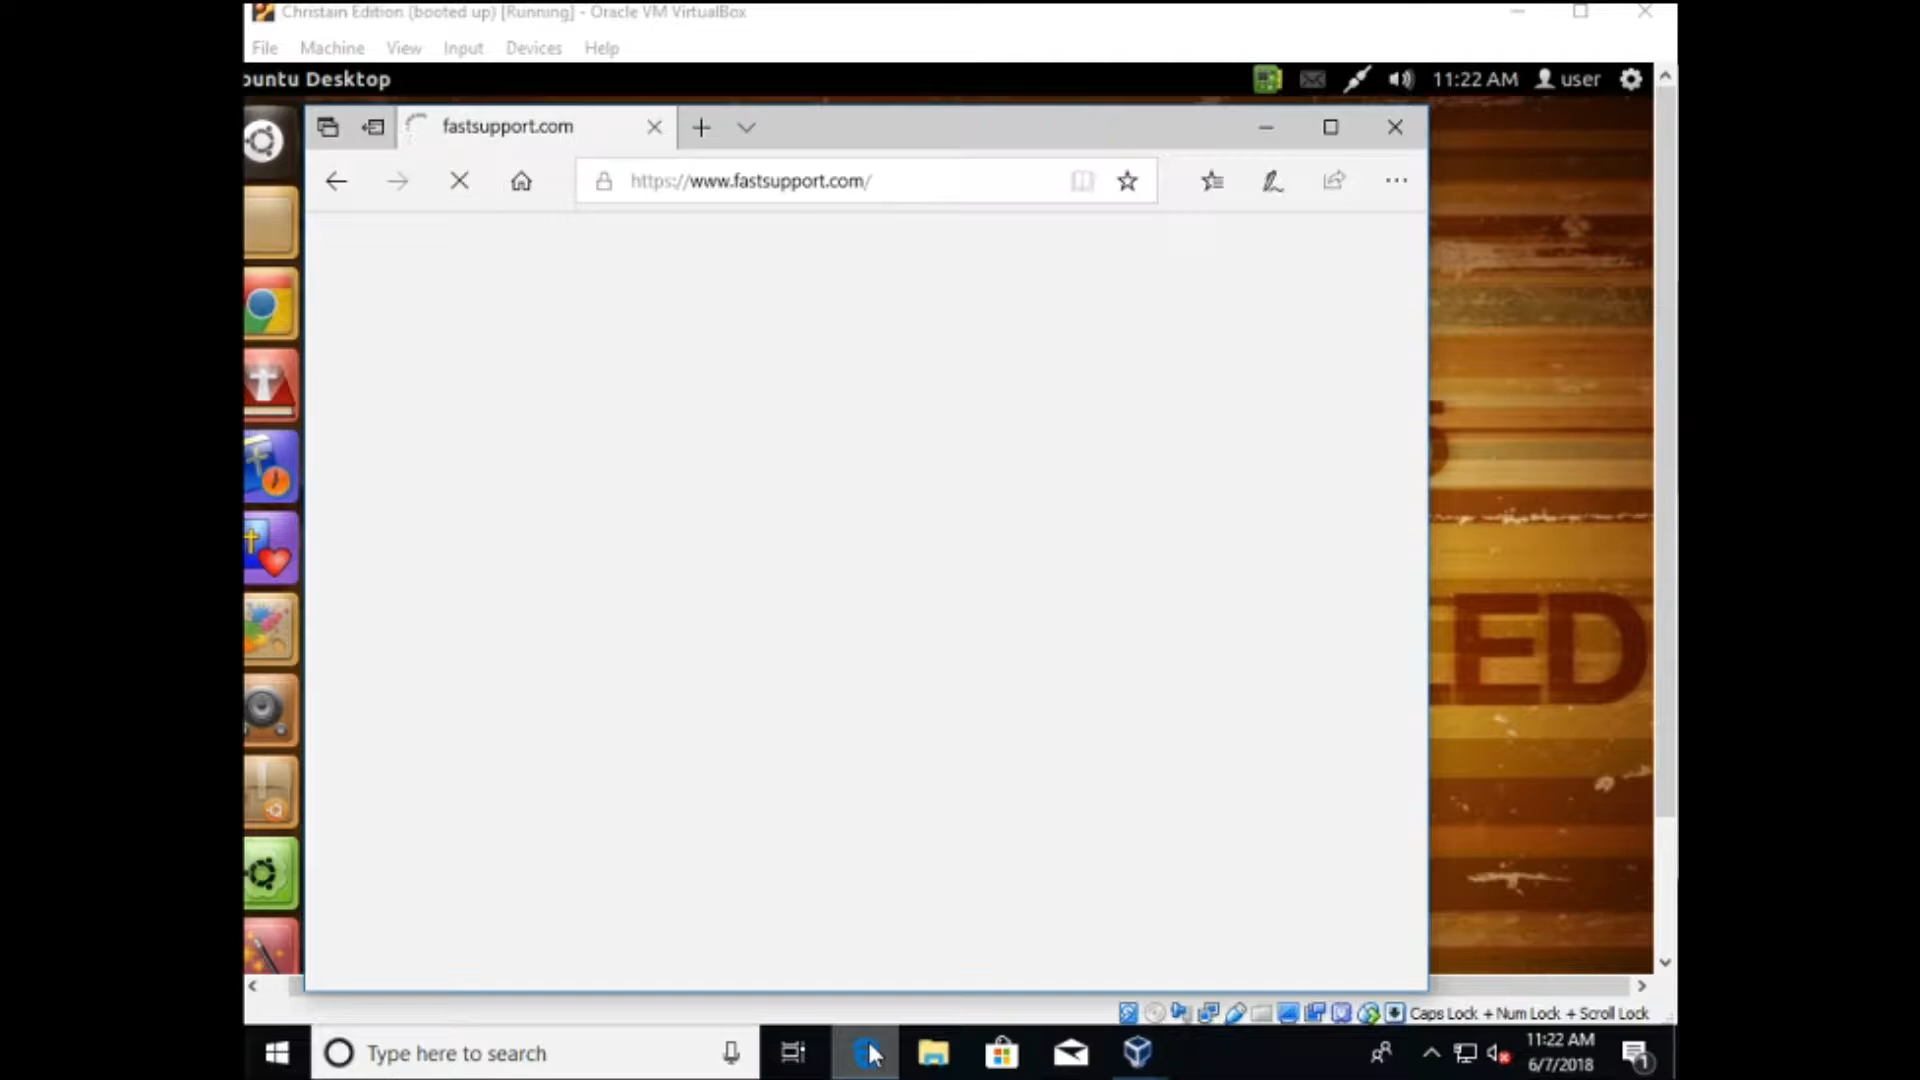 Christain Edition (booted up) [Running] - Oracle VM VirtualBox
File Machine View Input Devices Help
buntu Desktop
11:22 AM user
fastsupport.com
https://www.fastsupport.com/
LED
Caps Lock + Num Lock + Scroll Lock
Type here to search
11:22 AM
6/7/2018
1